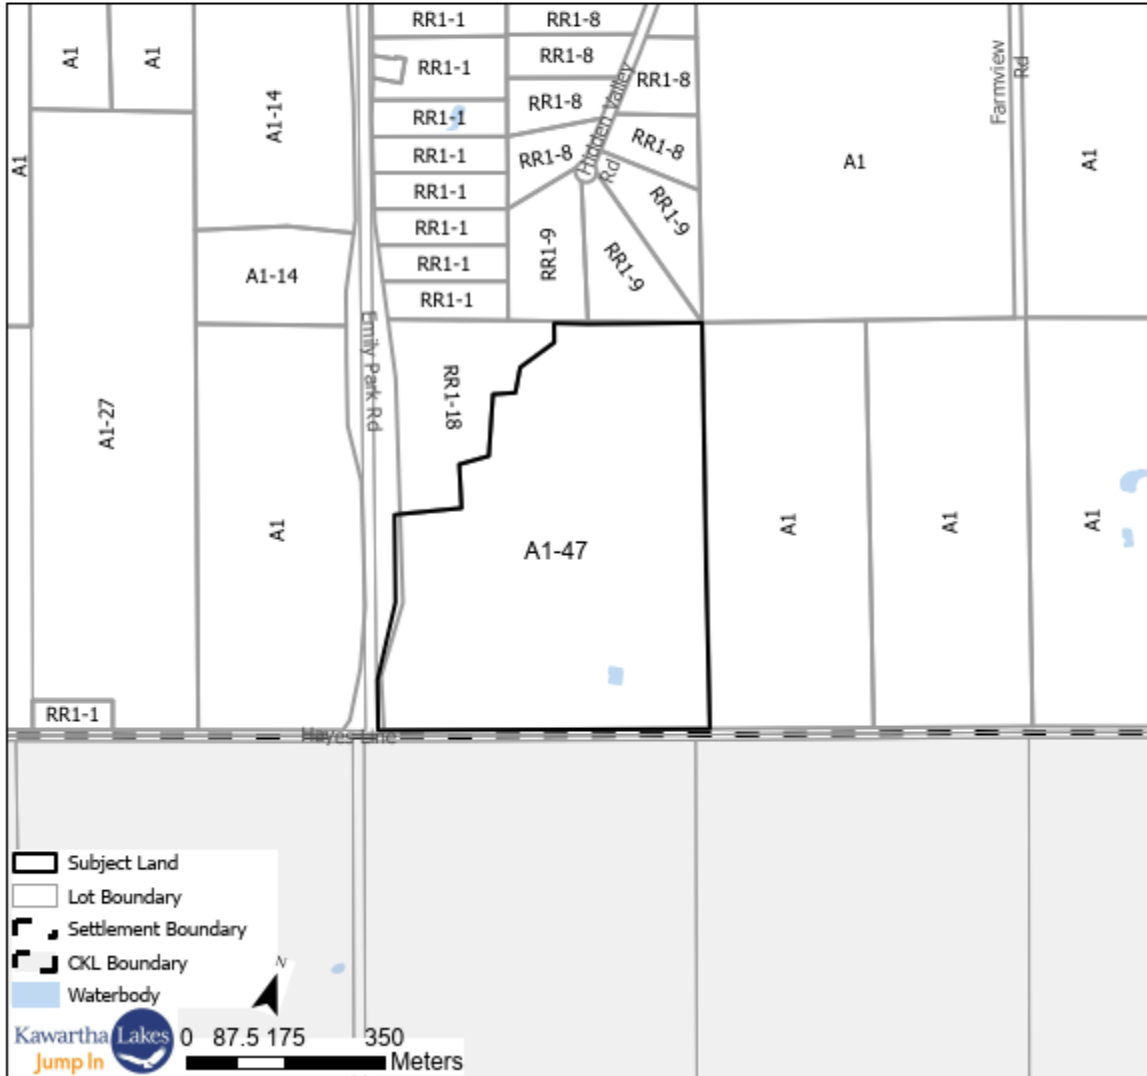 RR1-1
RR1-8
A1
A1
RR1-8
Farmview
Rd
RR1-1
RR1-8
Hidden Valley
Rd
A1-14
RR1-8
RR1-1
A1
RR1-8
RR1-8
RR1-1
A1
A1
RR1-1
RR1-9
RR1-1
RR1-9
RR1-9
RR1-1
A1-14
RR1-1
Emily Park Rd
RR1-18
A1-27
A1
A1-47
A1
A1
A1
RR1-1
Hayes Line
Subject Land
Lot Boundary
Settlement Boundary
CKL Boundary
Waterbody
N
Kawartha Lakes
Jump In
0 87.5 175 350
Meters